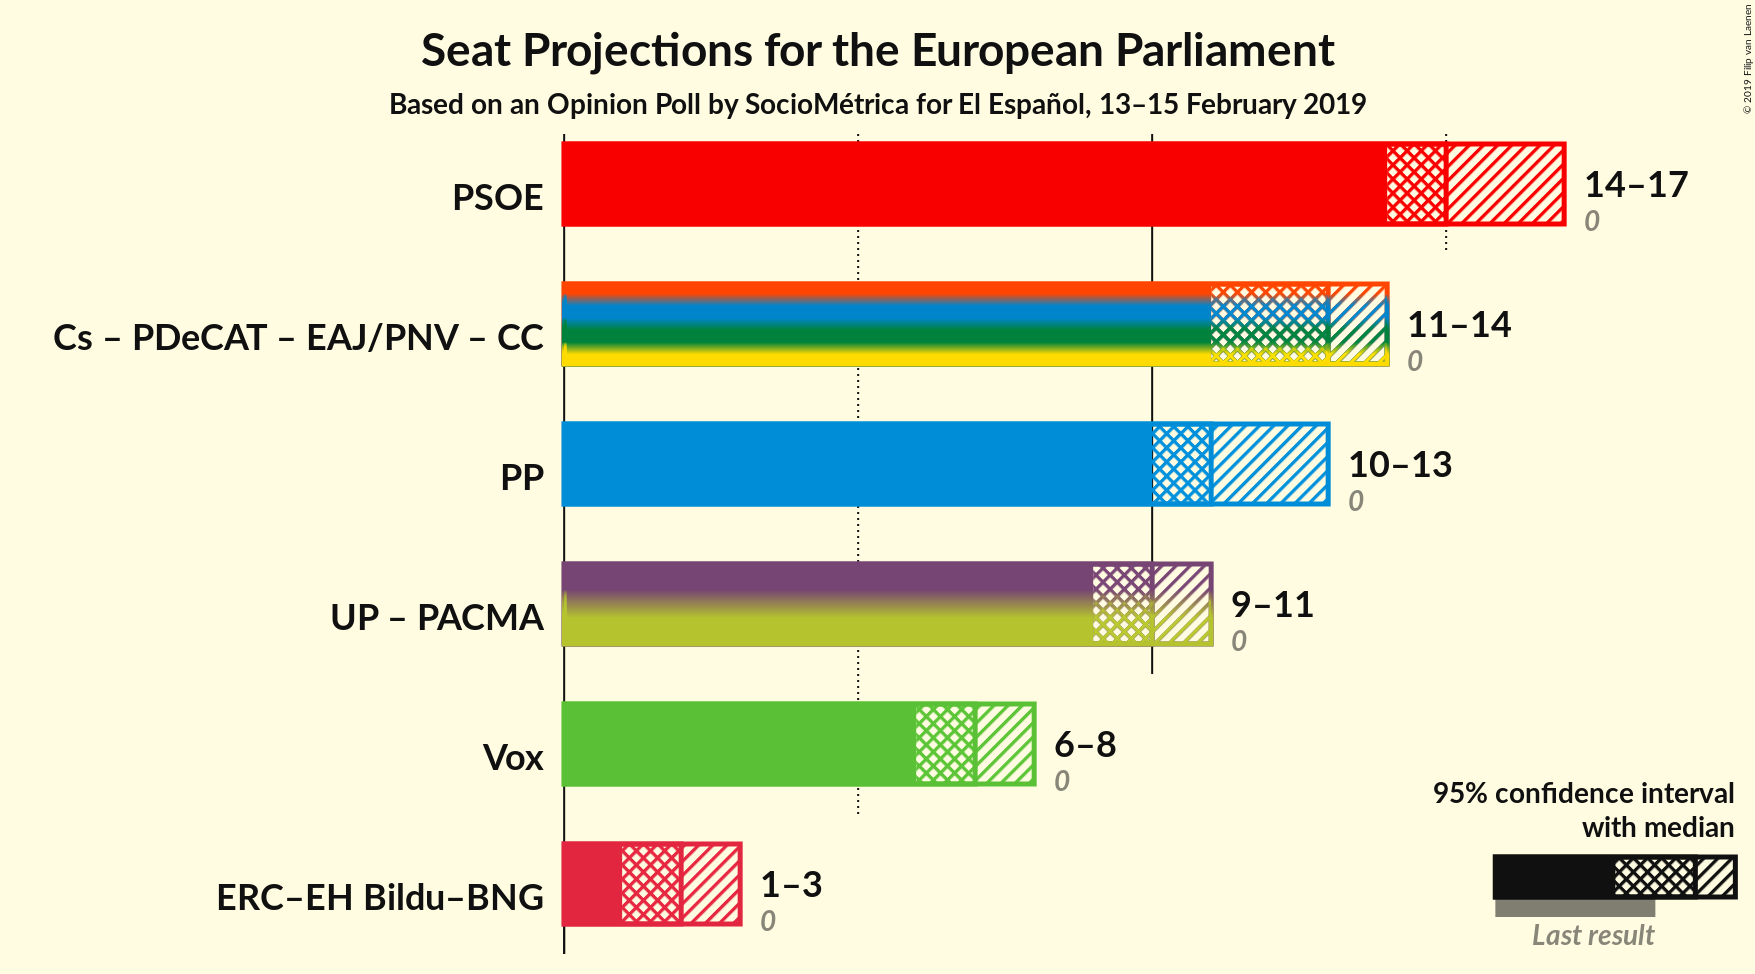 Seat Projections for the European Parliament
Based on an Opinion Poll by SocioMétrica for El Español, 13–15 February 2019
© 2019 Filip van Laenen
PSOE
14–17
0
Cs – PDeCAT – EAJ/PNV – CC
11–14
0
PP
10–13
0
UP – PACMA
9–11
0
Vox
6–8
0
ERC–EH Bildu–BNG
1–3
0
95% confidence interval
with median
Last result